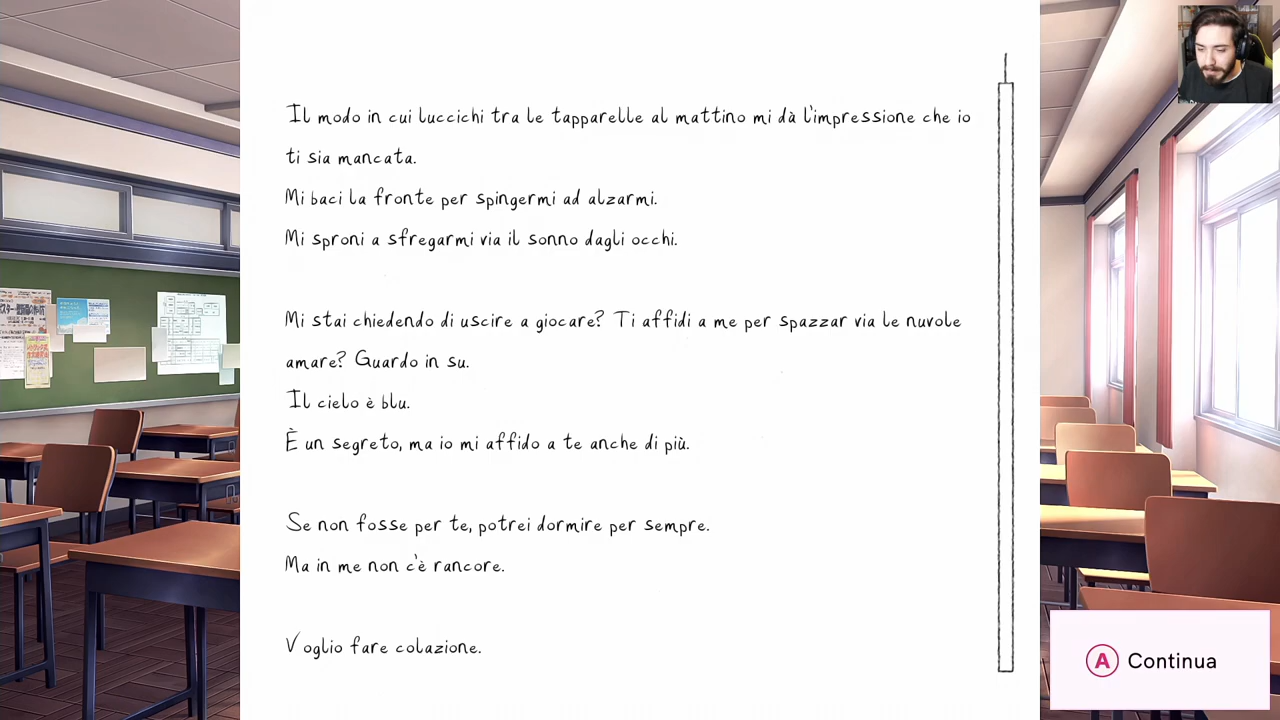 Il modo in cui luccichi tra le tapparelle al mattino mi dà l'impressione che io
ti sia mancata.
Mi baci la fronte per spingermi ad alzarmi.
Mi sproni a sfregarmi via il sonno dagli occhi.
Mi stai chiedendo di uscire a giocare? Ti affidi a me per spazzar via le nuvole
amare? Guardo in su.
Il cielo è blu.
È un segreto, ma io mi affido a te anche di più.
Se non fosse per te, potrei dormire per sempre.
Ma in me non c'è rancore.
Voglio fare colazione.
A Continua